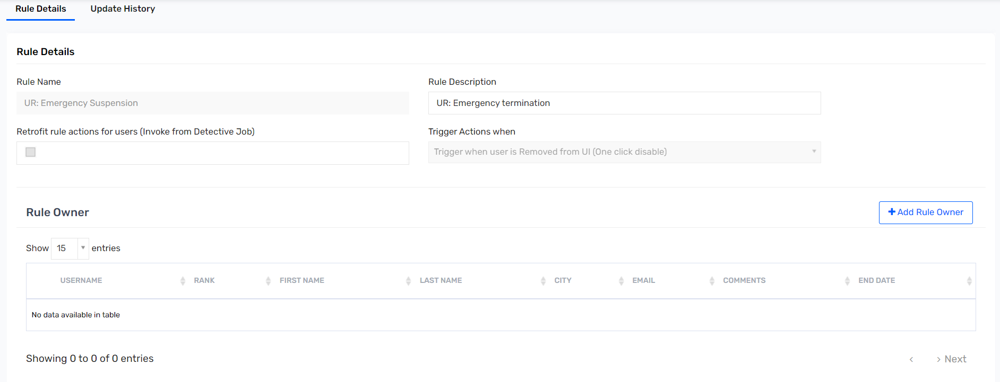 Rule Details Update History
Rule Details
Rule Name Rule Description
UR: Emergency Suspension UR: Emergency termination
Retrofit rule actions for users (Invoke from Detective Job) Trigger Actions when
Trigger when user is Removed from UI (One click disable)
Rule Owner Add Rule Owner
Show 15 entries
USERNAME RANK FIRST NAME LAST NAME CITY EMAIL COMMENTS END DATE
No data available in table
Showing 0 to 0 of 0 entries ‹ › Next